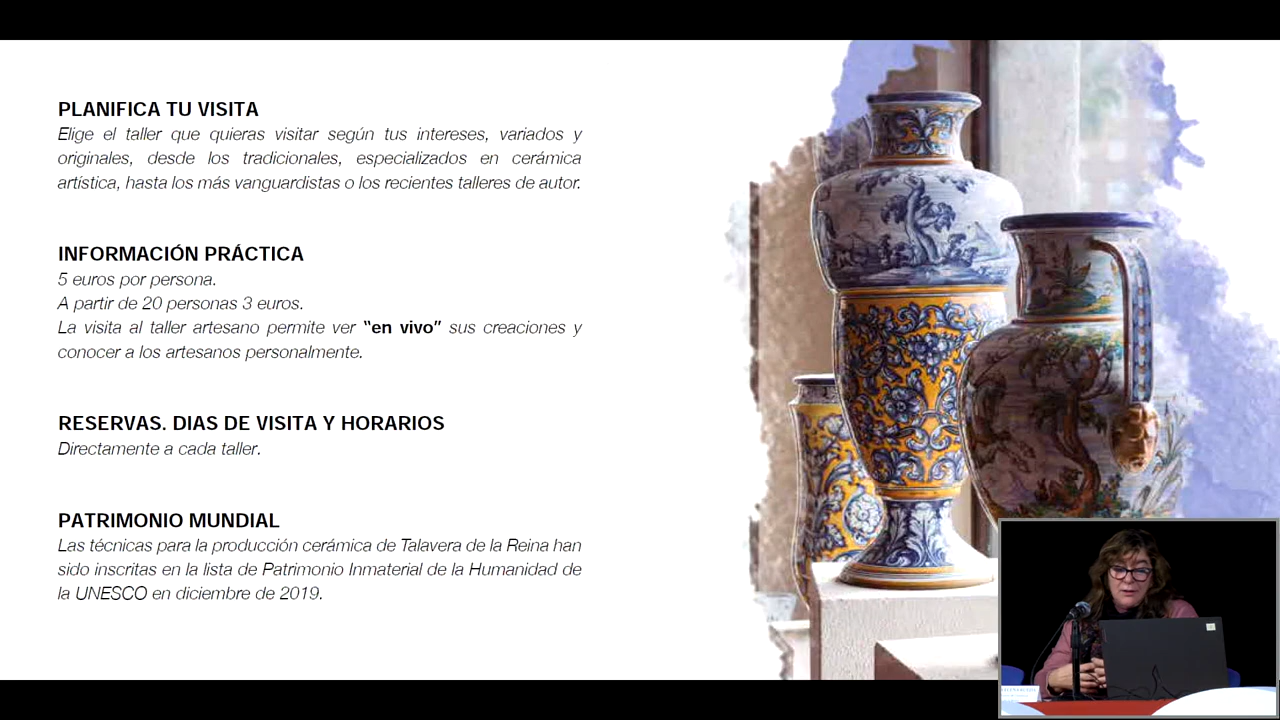 PLANIFICA TU VISITA
Elige el taller que quieras visitar según tus intereses, variados y
originales, desde los tradicionales, especializados en cerámica
artística, hasta los más vanguardistas o los recientes talleres de autor.
INFORMACIÓN PRÁCTICA
5 euros por persona.
A partir de 20 personas 3 euros.
La visita al taller artesano permite ver “en vivo” sus creaciones y
conocer a los artesanos personalmente.
RESERVAS. DIAS DE VISITA Y HORARIOS
Directamente a cada taller.
PATRIMONIO MUNDIAL
Las técnicas para la producción cerámica de Talavera de la Reina han
sido inscritas en la lista de Patrimonio Inmaterial de la Humanidad de
la UNESCO en diciembre de 2019.